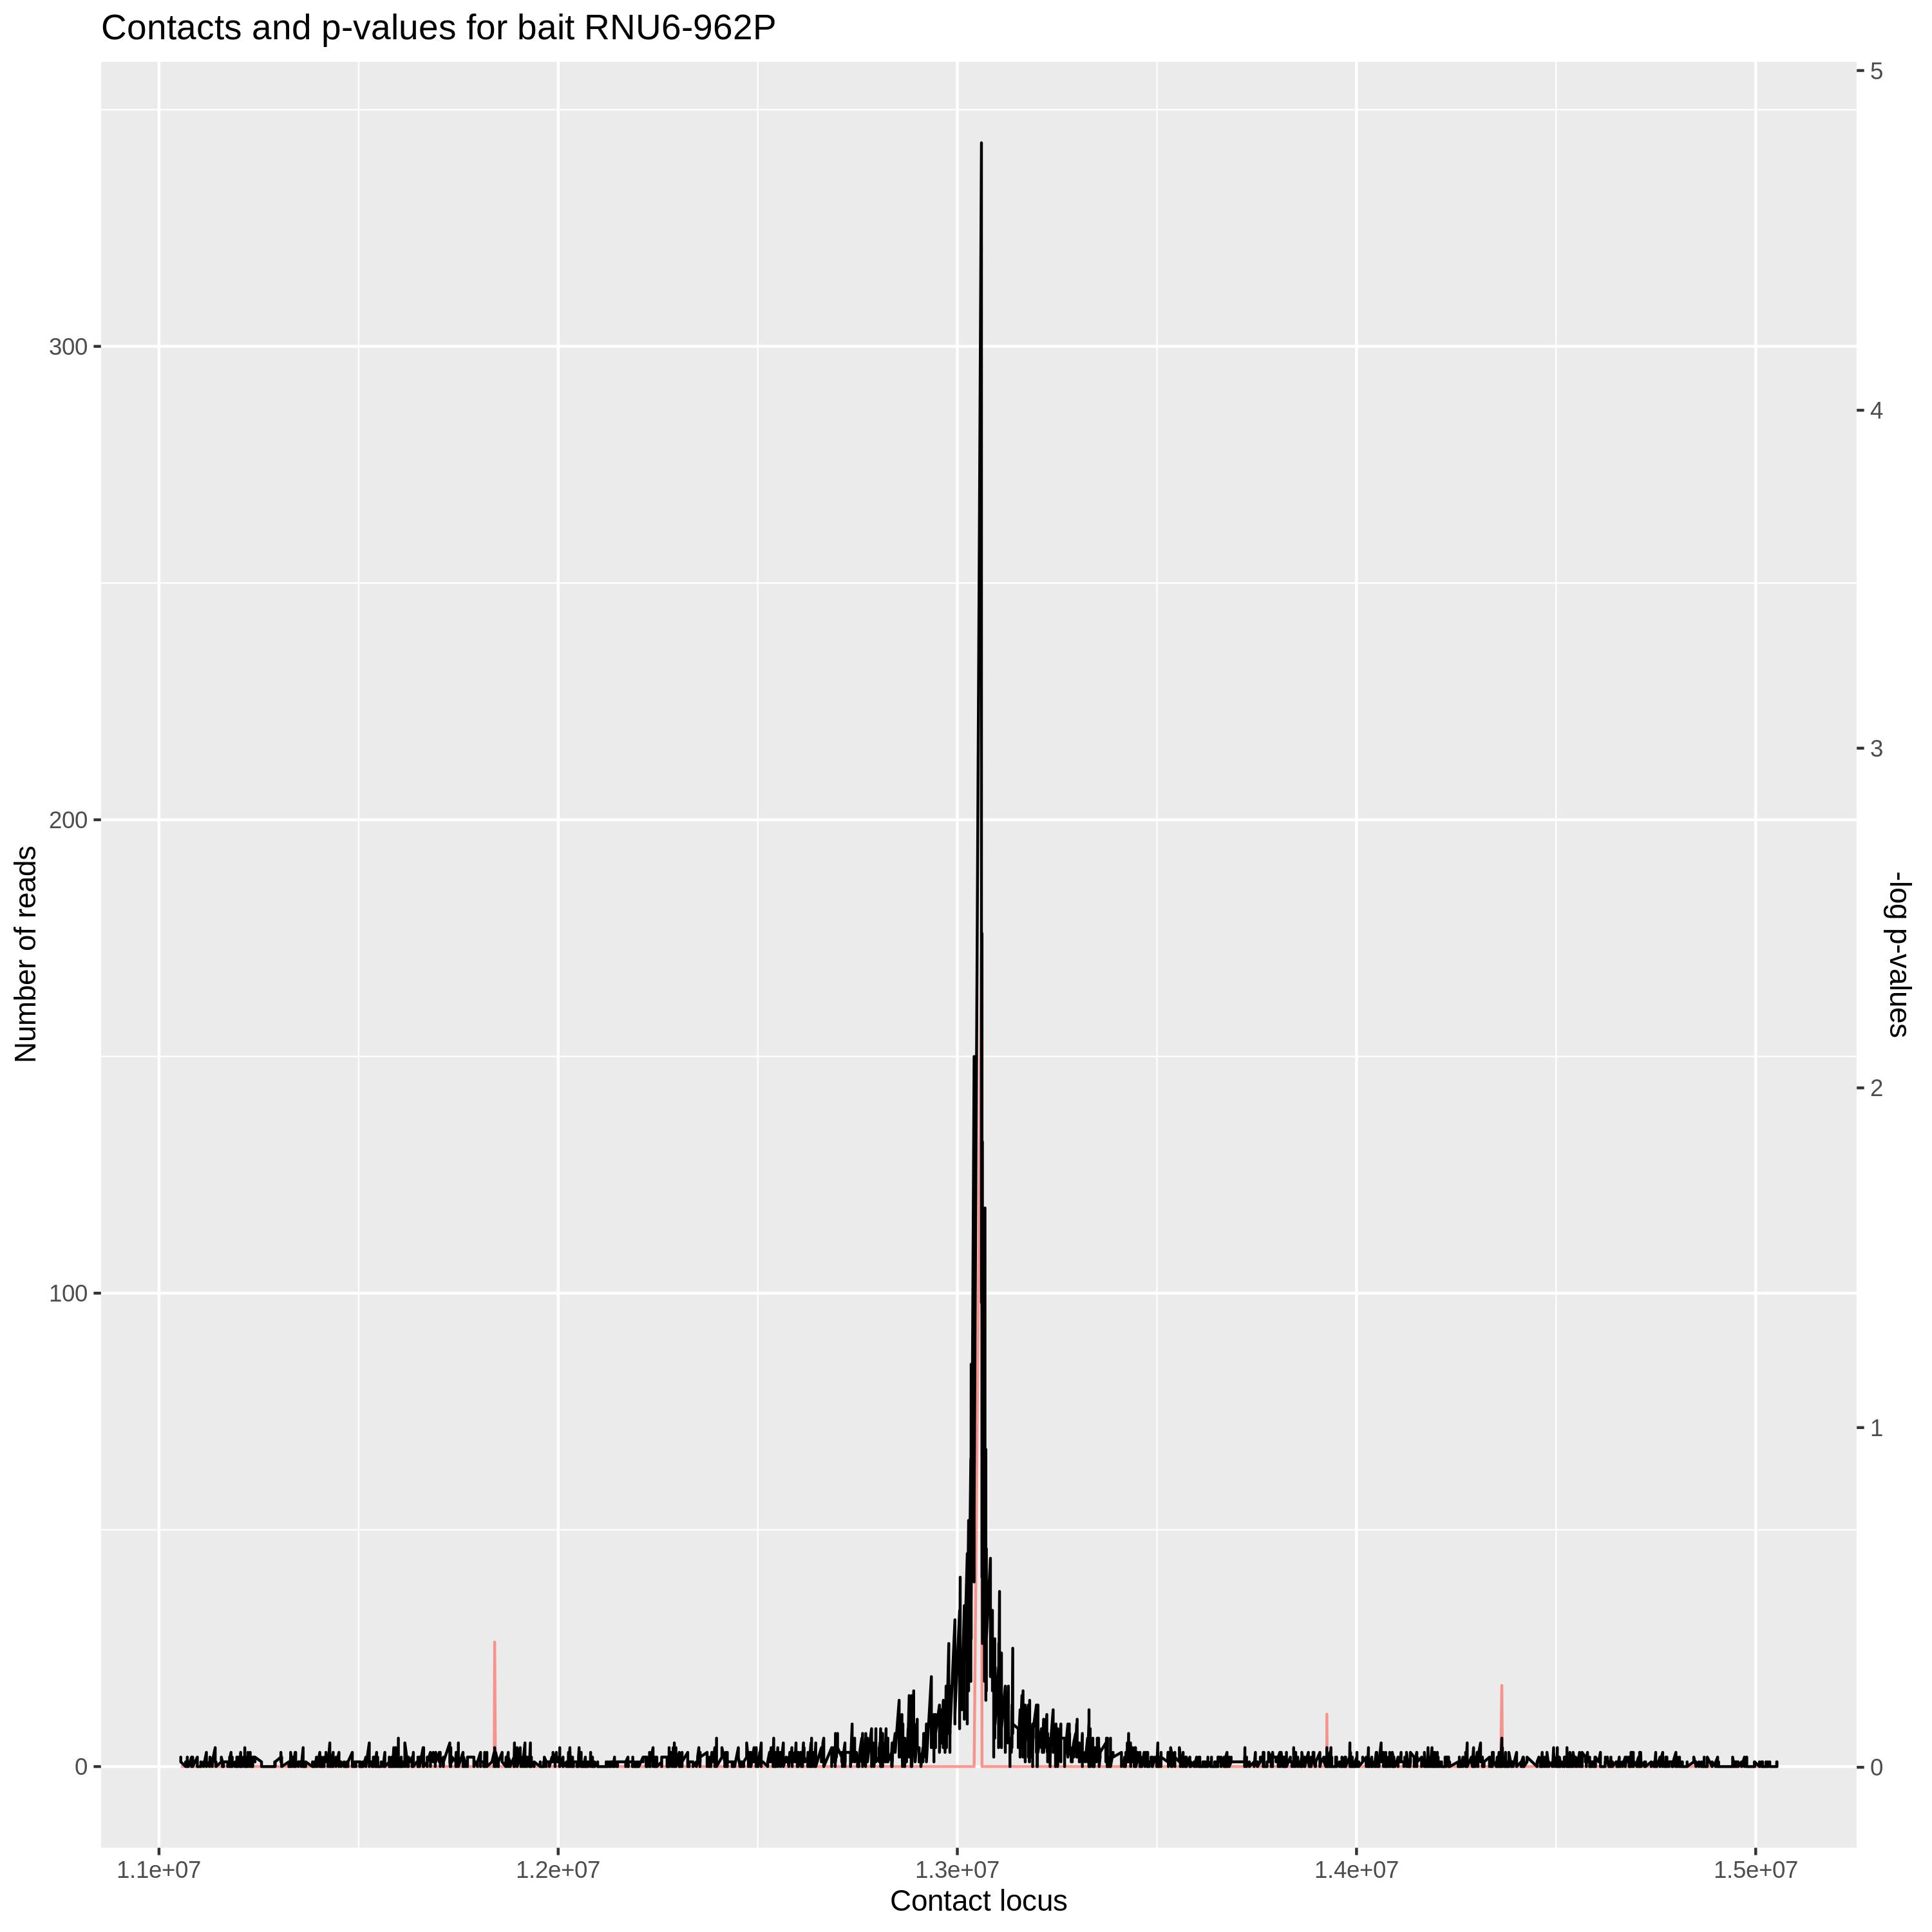 Contacts and p-values for bait RNU6-962P
Number of reads
300
200
100
0
5
4
3
2
1
0
-log p-values
1.1e+07
1.2e+07
1.3e+07
1.4e+07
1.5e+07
Contact locus